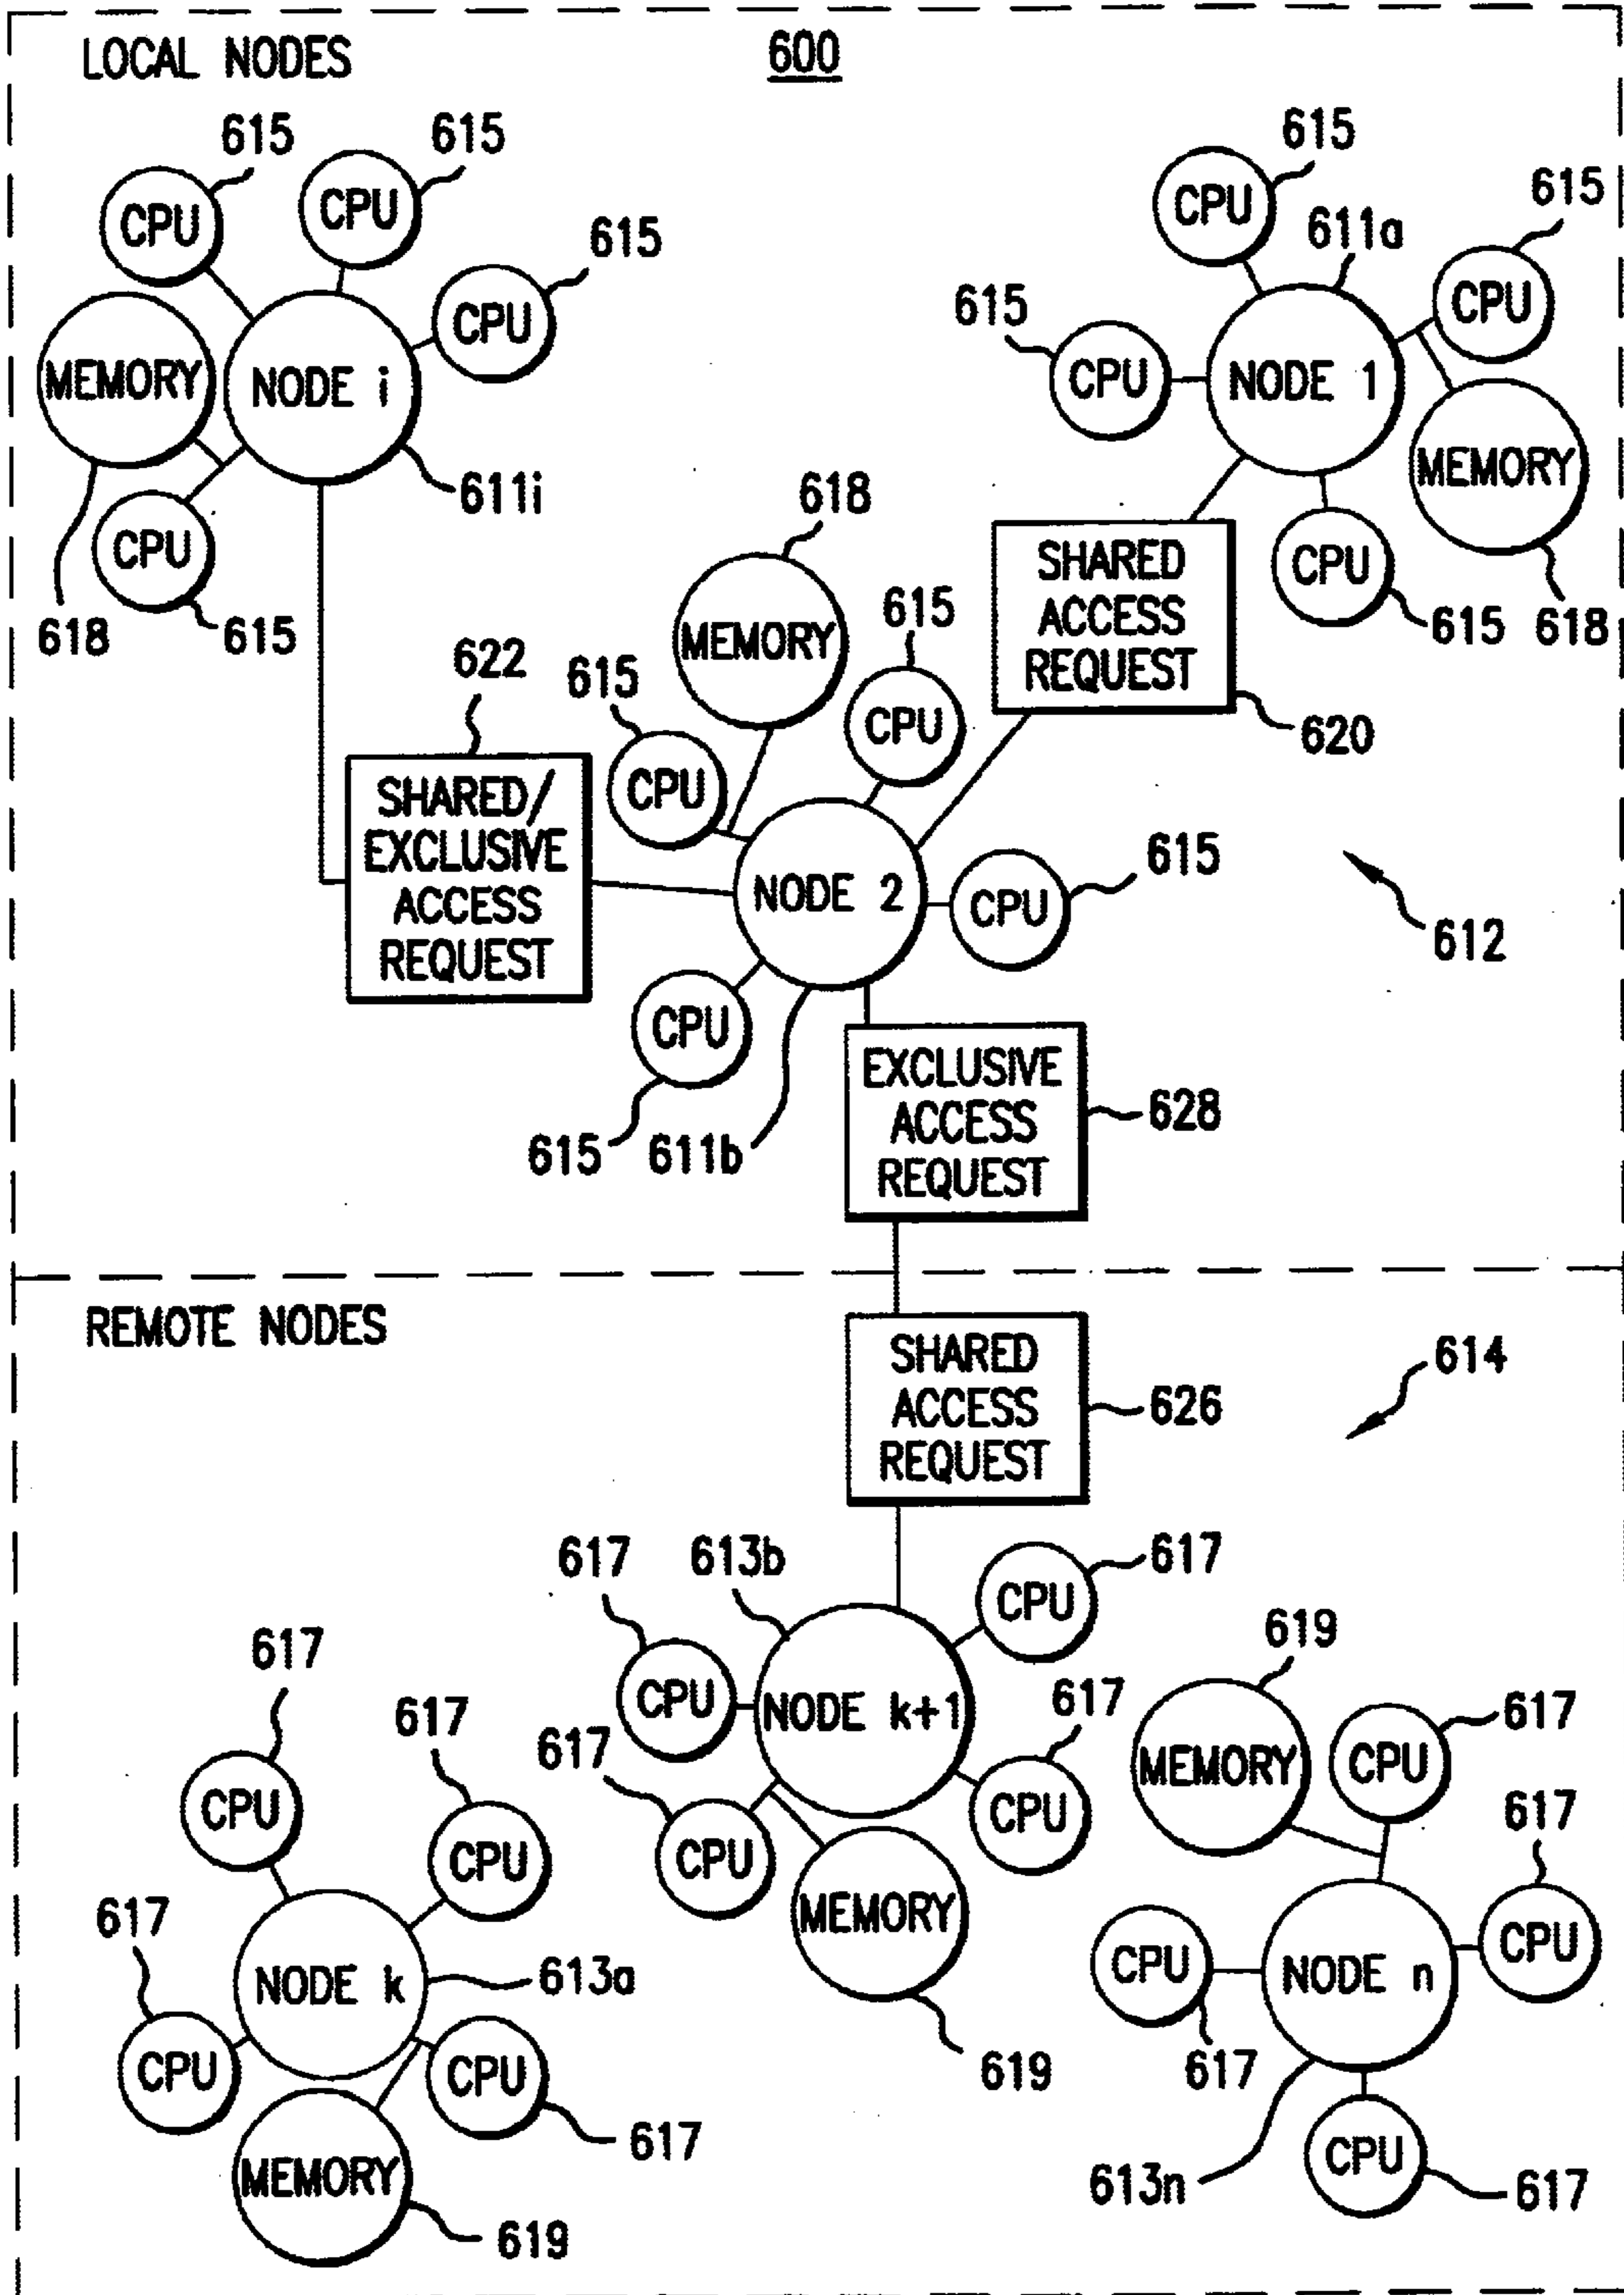 LOCAL NODES
600
615
615
615
615
615
611a
CPU
CPU
CPU
CPU
CPU
615
MEMORY
NODE i
CPU
NODE 1
MEMORY
611i
618
CPU
SHARED
ACCESS
REQUEST
CPU
618
615
622
615
MEMORY
615
615
618
620
CPU
CPU
SHARED/
EXCLUSIVE
ACCESS
REQUEST
NODE 2
CPU
615
612
CPU
615
611b
EXCLUSIVE
ACCESS
REQUEST
628
REMOTE NODES
SHARED
ACCESS
REQUEST
626
614
617
613b
CPU
617
617
CPU
NODE k+1
617
619
617
617
CPU
MEMORY
CPU
617
CPU
CPU
617
CPU
CPU
MEMORY
617
617
NODE k
613a
CPU
NODE n
CPU
CPU
CPU
619
617
MEMORY
617
613n
CPU
617
619